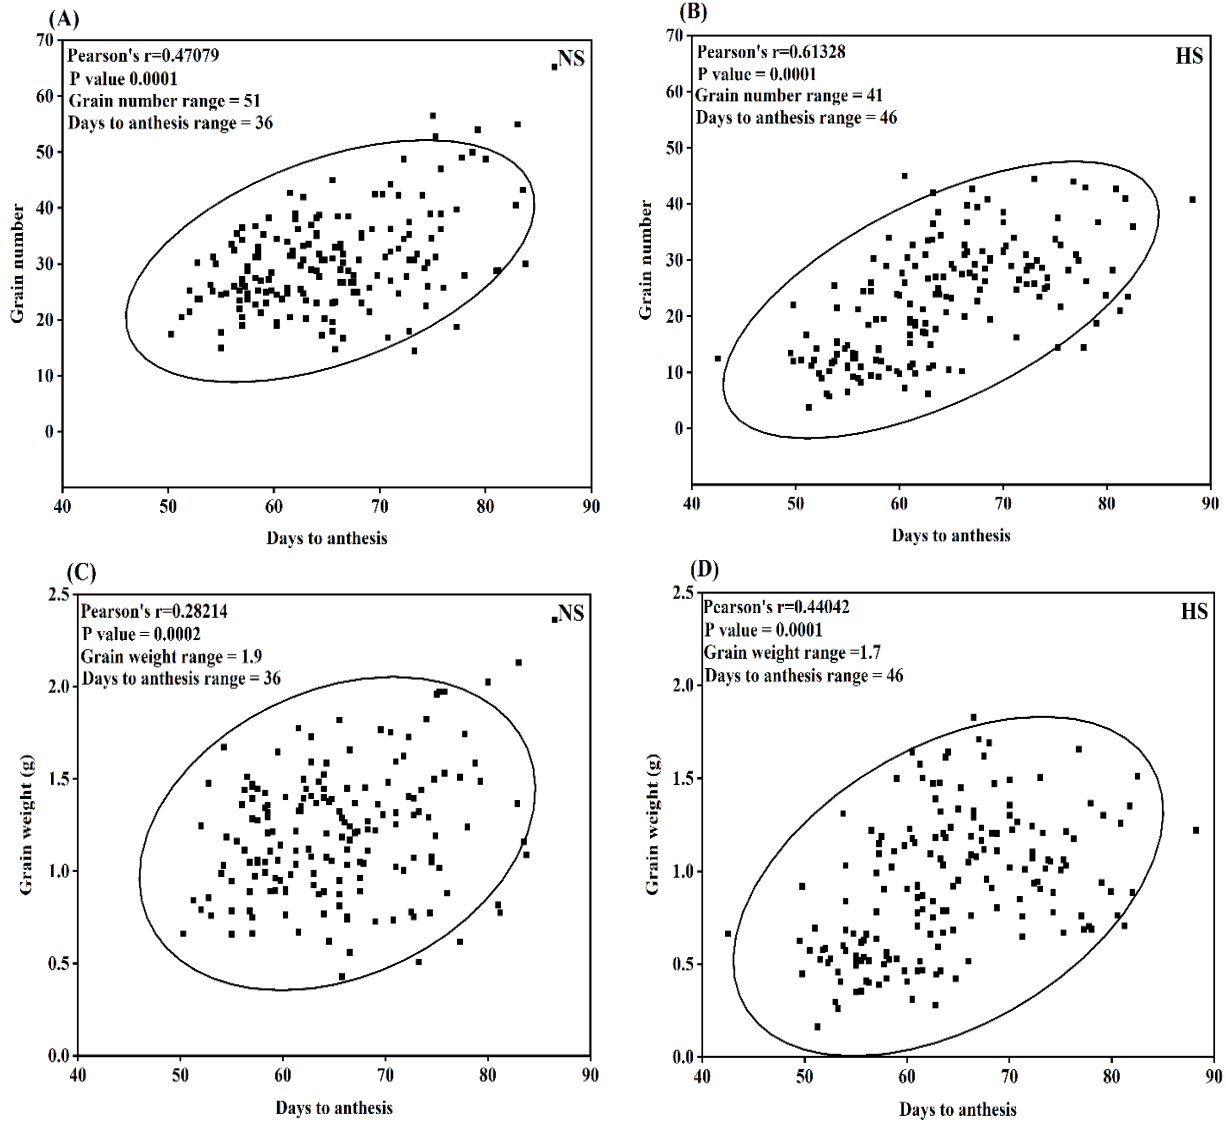 (A)
Pearson's r=0.47079
P value 0.0001
Grain number range = 51
Days to anthesis range = 36
NS
70
60
50
40
30
20
10
0
Grain number
40 50 60 70 80 90
Days to anthesis
(B)
Pearson's r=0.61328
P value = 0.0001
Grain number range = 41
Days to anthesis range = 46
HS
70
60
50
40
30
20
10
0
Grain number
40 50 60 70 80 90
Days to anthesis
(C)
Pearson's r=0.28214
P value = 0.0002
Grain weight range = 1.9
Days to anthesis range = 36
NS
2.5
2.0
1.5
1.0
0.5
0.0
Grain weight (g)
40 50 60 70 80 90
Days to anthesis
(D)
Pearson's r=0.44042
P value = 0.0001
Grain weight range =1.7
Days to anthesis range = 46
HS
2.5
2.0
1.5
1.0
0.5
0.0
Grain weight (g)
40 50 60 70 80 90
Days to anthesis